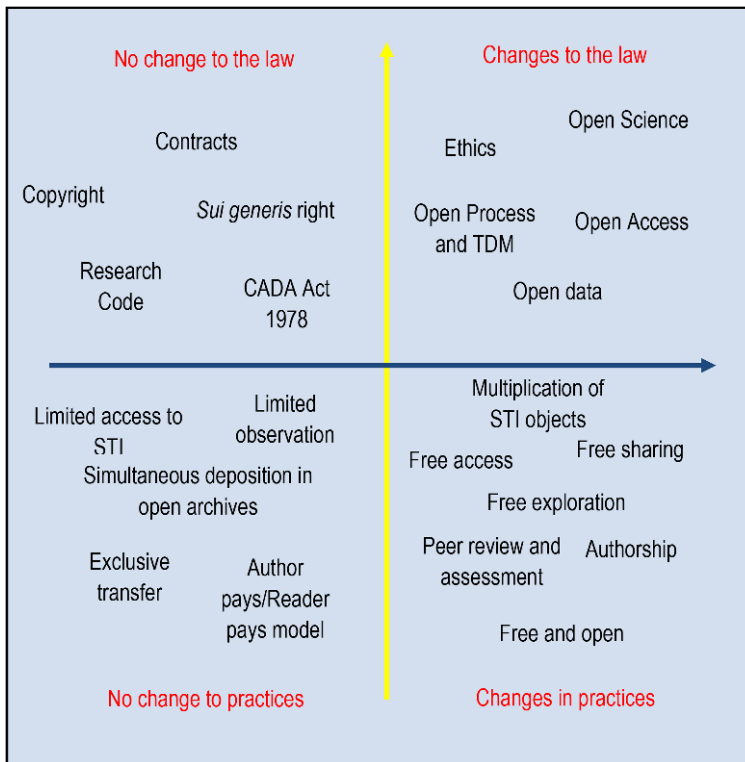 No change to the law
Changes to the law
Contracts
Copyright
Sui generis right
Research
Code
CADA Act
1978
Open Science
Ethics
Open Process
and TDM
Open Access
Open data
Limited access to
STI
Limited
observation
Simultaneous deposition in
open archives
Exclusive
transfer
Author
pays/Reader
pays model
Multiplication of
STI objects
Free access
Free sharing
Free exploration
Peer review and
assessment
Authorship
Free and open
No change to practices
Changes in practices